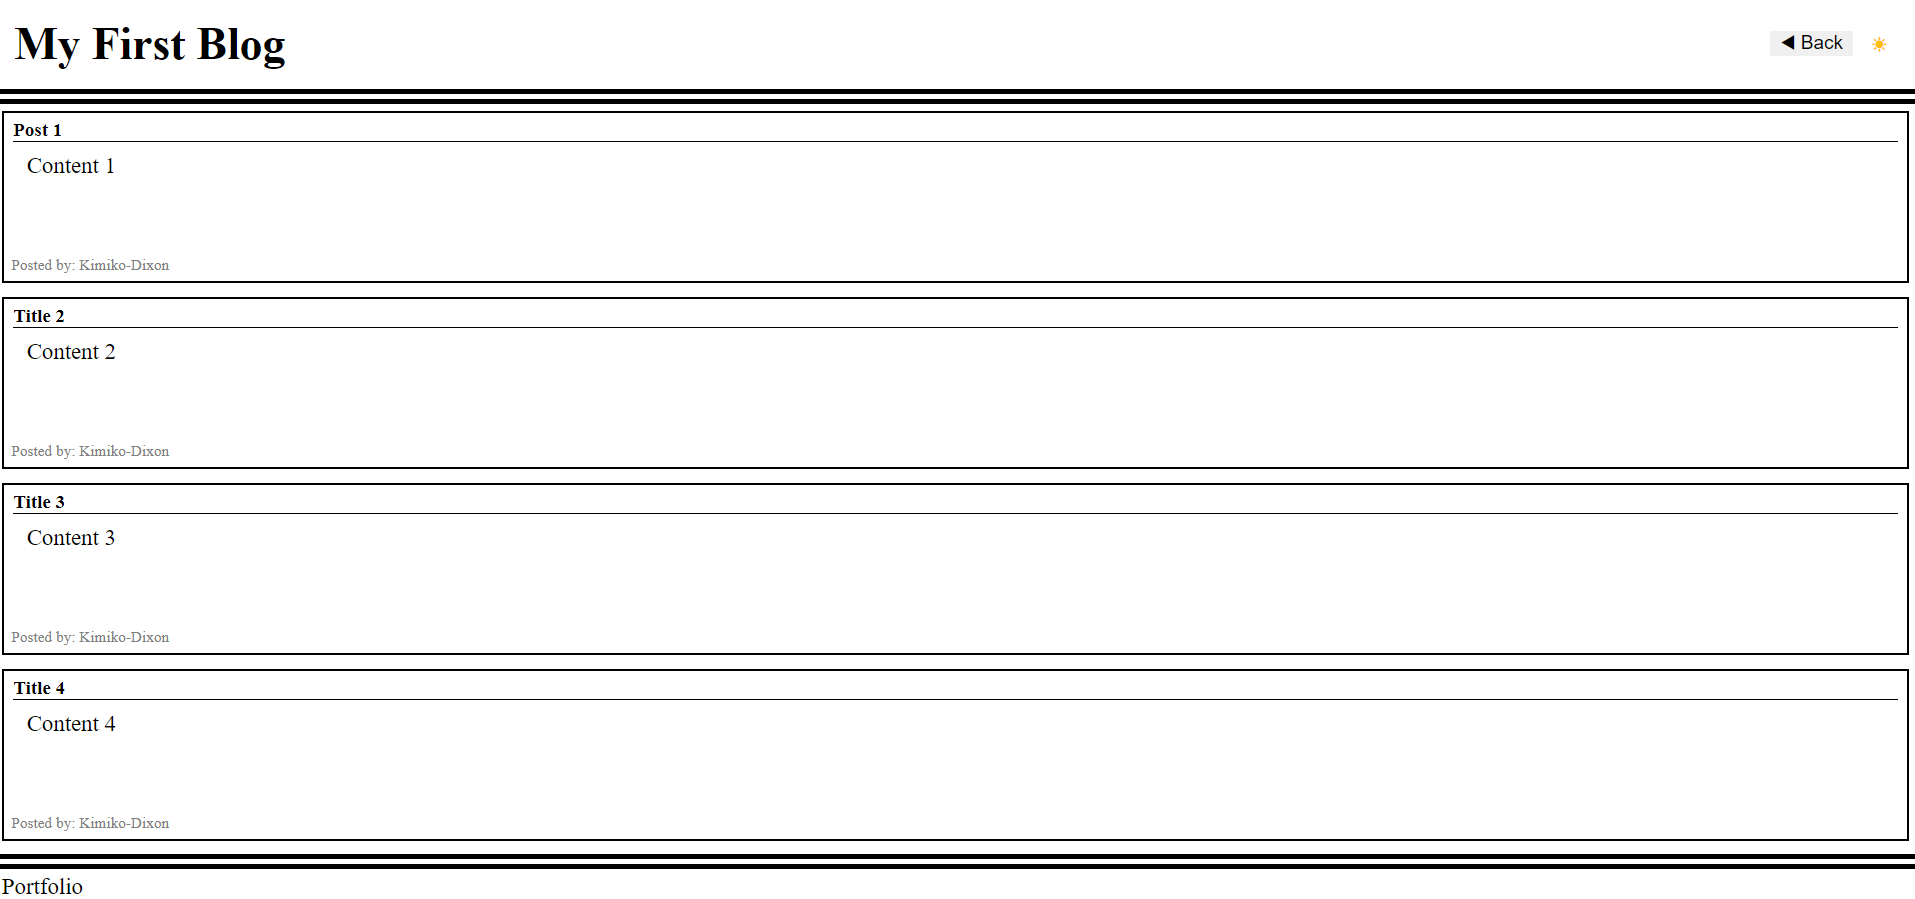 My First Blog
◀ Back
Post 1
Content 1
Posted by: Kimiko-Dixon
Title 2
Content 2
Posted by: Kimiko-Dixon
Title 3
Content 3
Posted by: Kimiko-Dixon
Title 4
Content 4
Posted by: Kimiko-Dixon
Portfolio